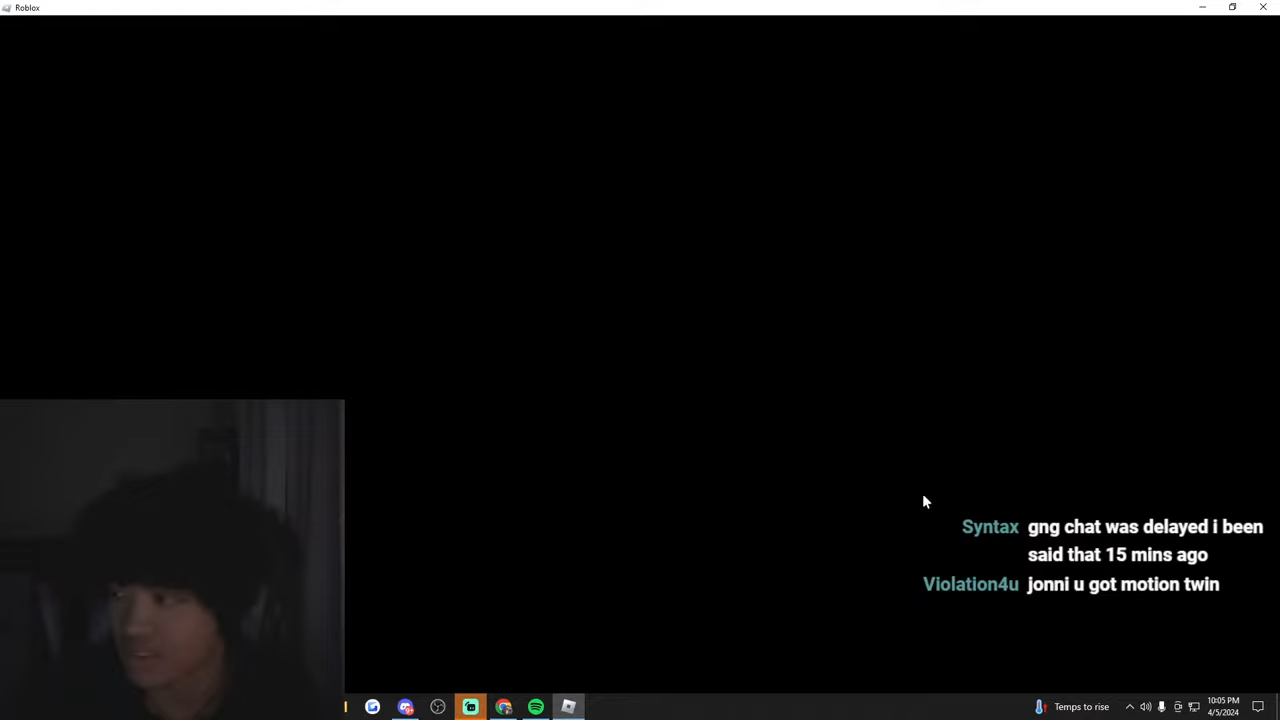 Roblox
Syntax gng chat was delayed i been
said that 15 mins ago
Violation4u jonni u got motion twin
Temps to rise
10:05 PM
4/5/2024